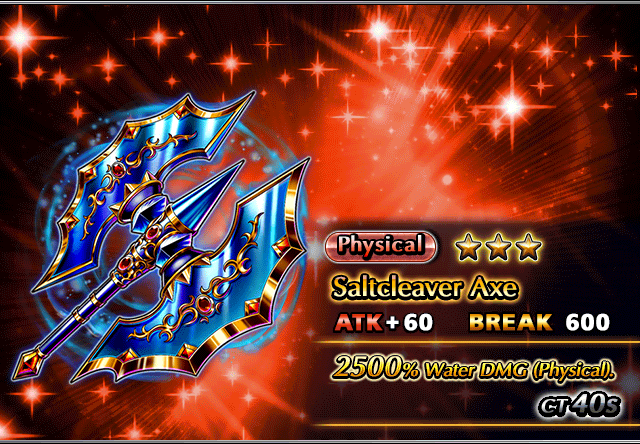 Physical
Saltcleaver Axe
ATK+60 BREAK 600
2500% Water DMG (Physical).
CT 40s